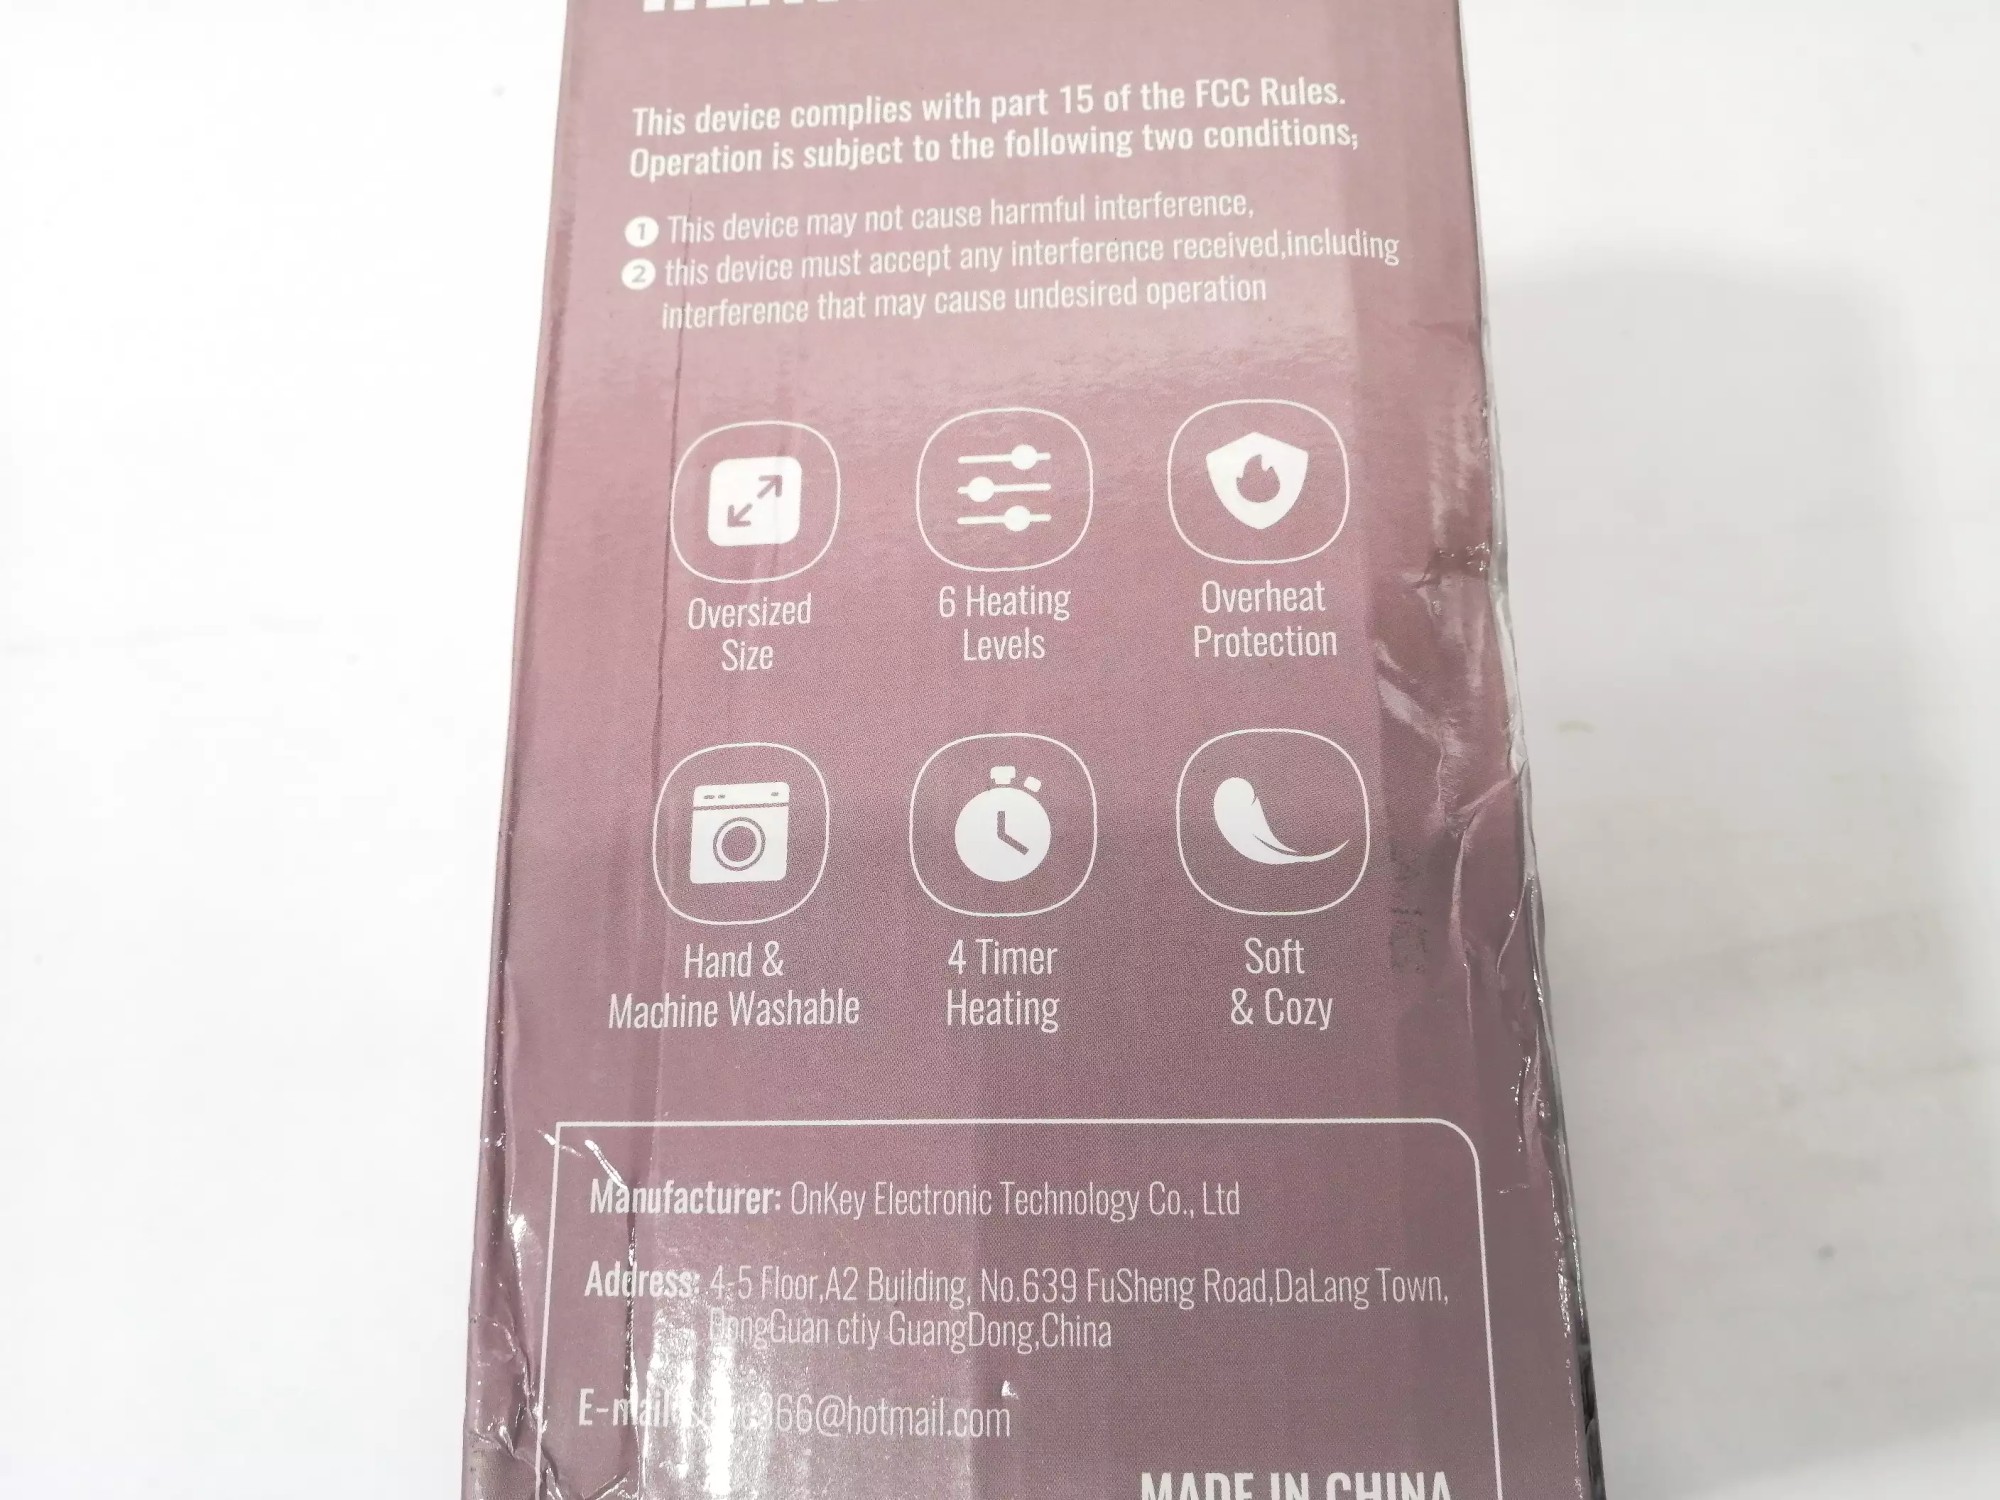 This device complies with part 15 of the FCC Rules.
Operation is subject to the following two conditions;
1 This device may not cause harmful interference,
2 this device must accept any interference received,including
interference that may cause undesired operation
Oversized
Size
6 Heating
Levels
Overheat
Protection
Hand &
Machine Washable
4 Timer
Heating
Soft
& Cozy
Manufacturer: OnKey Electronic Technology Co., Ltd
Address: 4-5 Floor,A2 Building, No.639 FuSheng Road,DaLang Town,
DongGuan ctiy GuangDong,China
E-mail
MADE IN CHINA